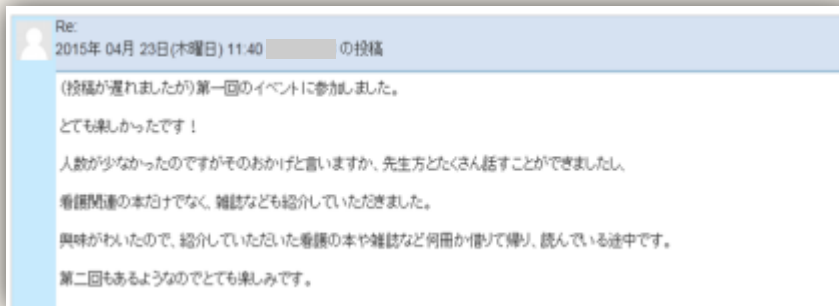 Re:
2015年 04月 23日(木曜日) 11:40 の投稿
(投稿が遅れましたが)第一回のイベントに参加しました。
とても楽しかったです！
人数が少なかったのですがそのおかげと言いますか、先生方とたくさん話すことができましたし、
看護関連の本だけでなく、雑誌なども紹介していただきました。
興味がわいたので、紹介していただいた看護の本や雑誌など何冊か借りて帰り、読んでいる途中です。
第二回もあるようなのでとても楽しみです。